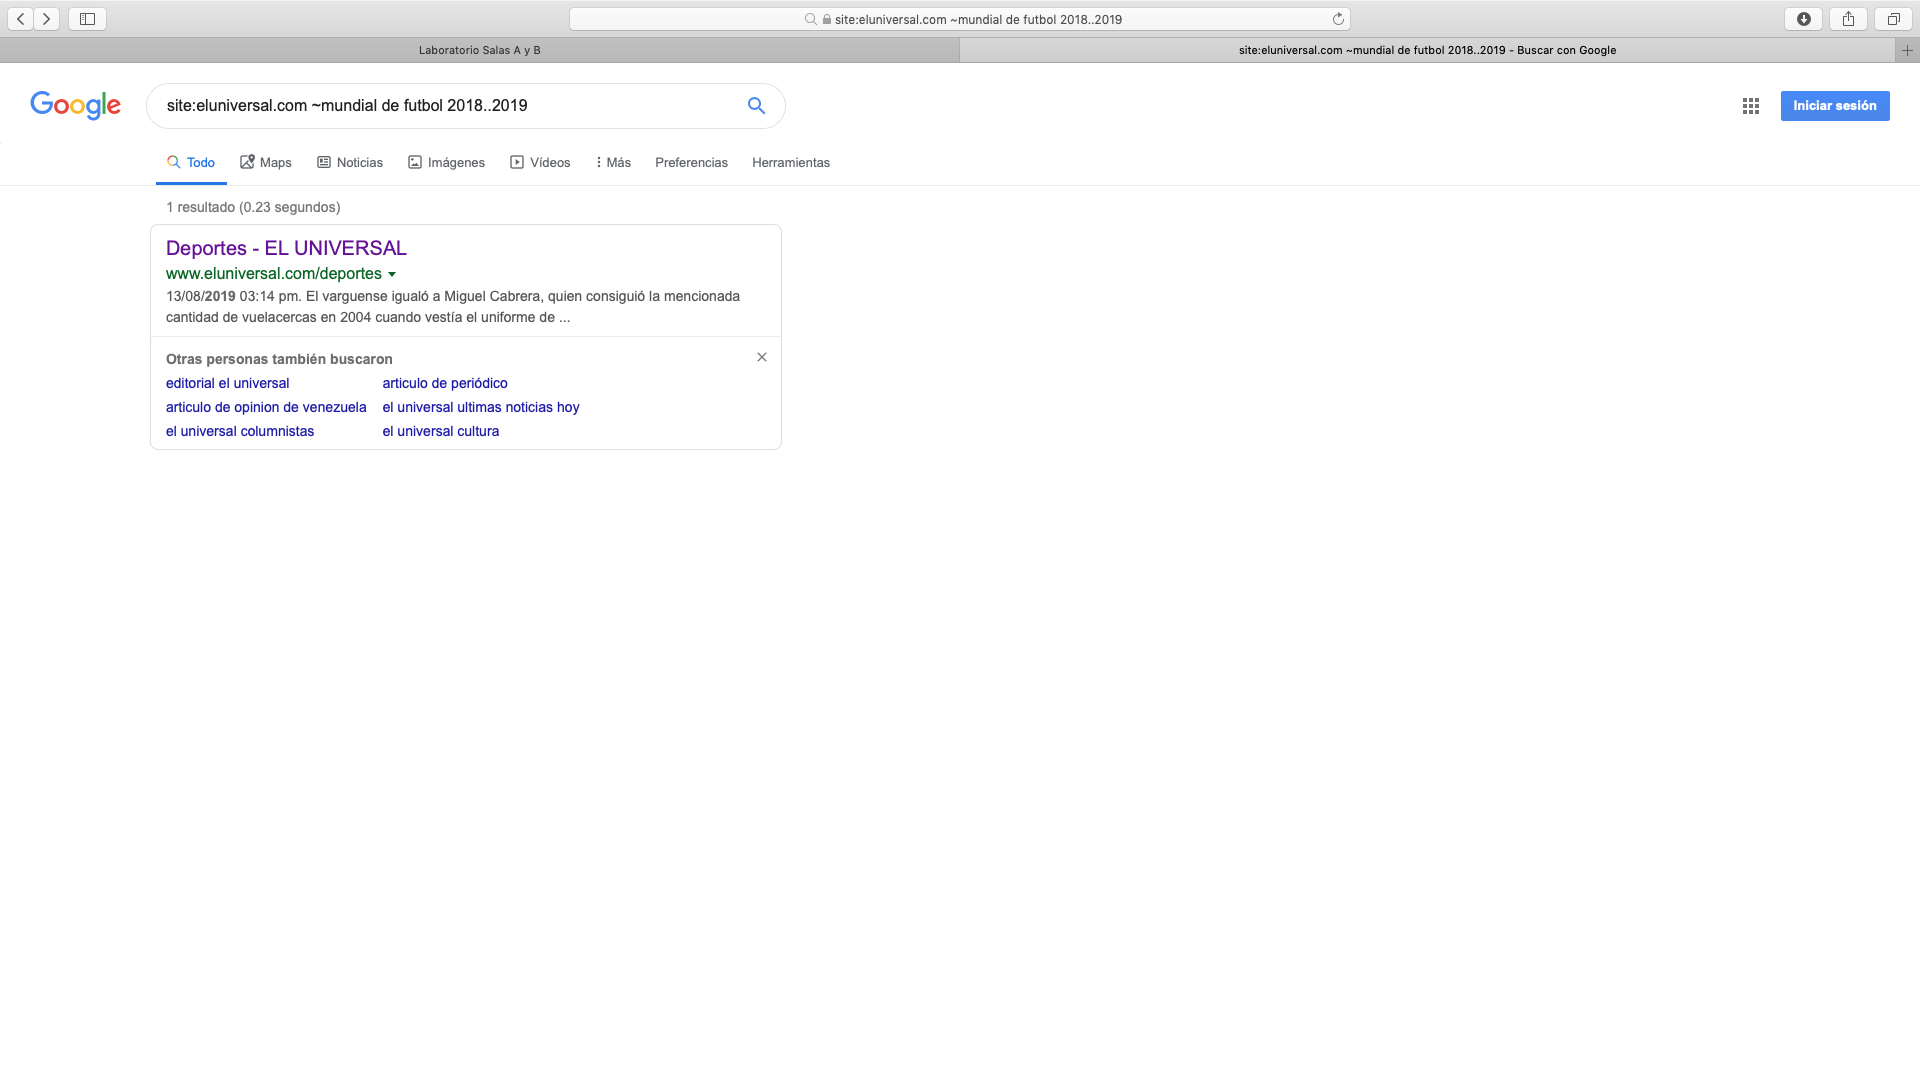 site:eluniversal.com ~mundial de futbol 2018..2019
Laboratorio Salas A y B
site:eluniversal.com ~mundial de futbol 2018..2019 - Buscar con Google
Google
site:eluniversal.com ~mundial de futbol 2018..2019
Iniciar sesión
Todo
Maps
Noticias
Imágenes
Vídeos
Más
Preferencias
Herramientas
1 resultado (0.23 segundos)
Deportes - EL UNIVERSAL
www.eluniversal.com/deportes
13/08/2019 03:14 pm. El varguense igualó a Miguel Cabrera, quien consiguió la mencionada
cantidad de vuelacercas en 2004 cuando vestía el uniforme de ...
Otras personas también buscaron
editorial el universal
articulo de periódico
articulo de opinion de venezuela
el universal ultimas noticias hoy
el universal columnistas
el universal cultura